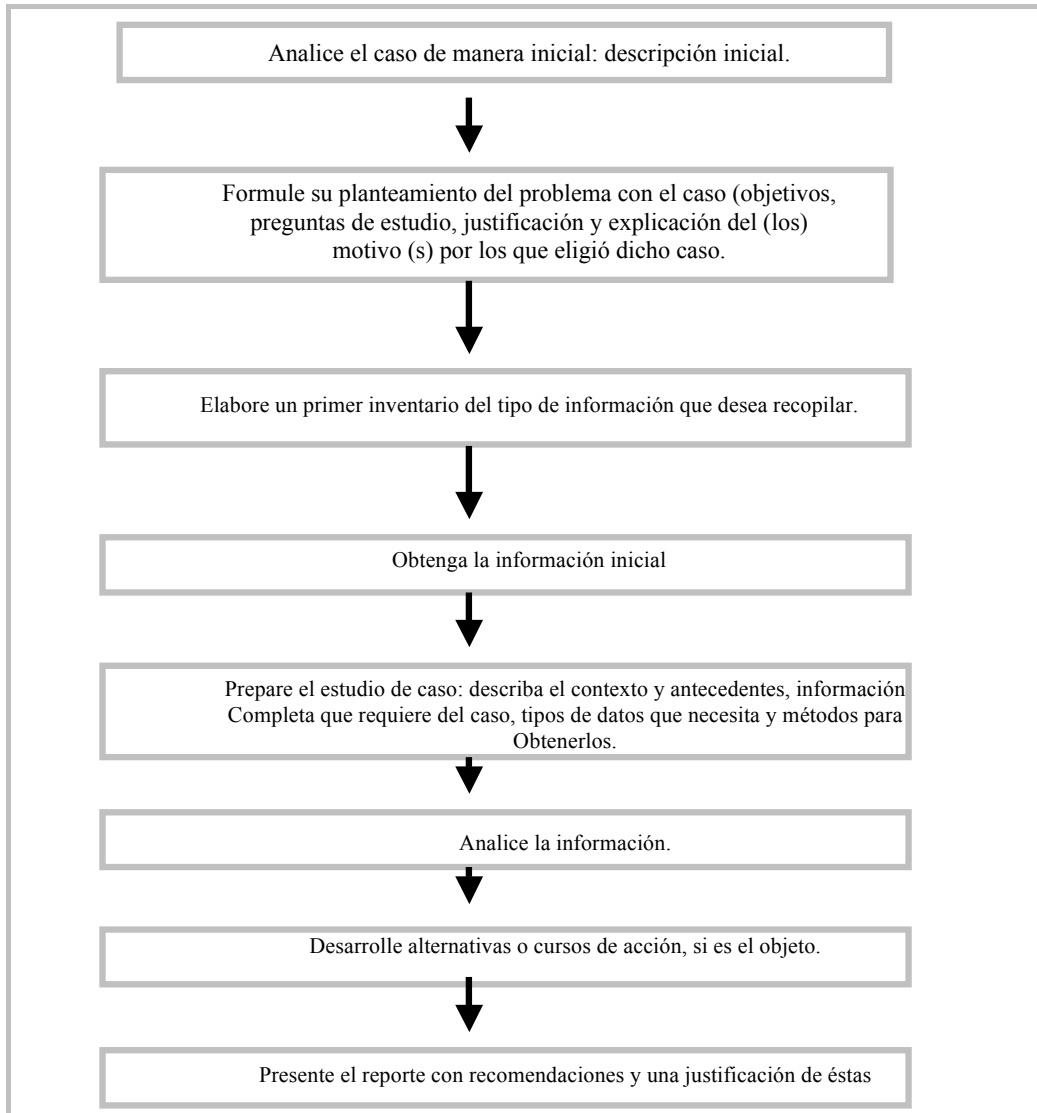 Analice el caso de manera inicial: descripción inicial.
Formule su planteamiento del problema con el caso (objetivos,
preguntas de estudio, justificación y explicación del (los)
motivo (s) por los que eligió dicho caso.
Elabore un primer inventario del tipo de información que desea recopilar.
Obtenga la información inicial
Prepare el estudio de caso: describa el contexto y antecedentes, información
Completa que requiere del caso, tipos de datos que necesita y métodos para
Obtenerlos.
Analice la información.
Desarrolle alternativas o cursos de acción, si es el objeto.
Presente el reporte con recomendaciones y una justificación de éstas